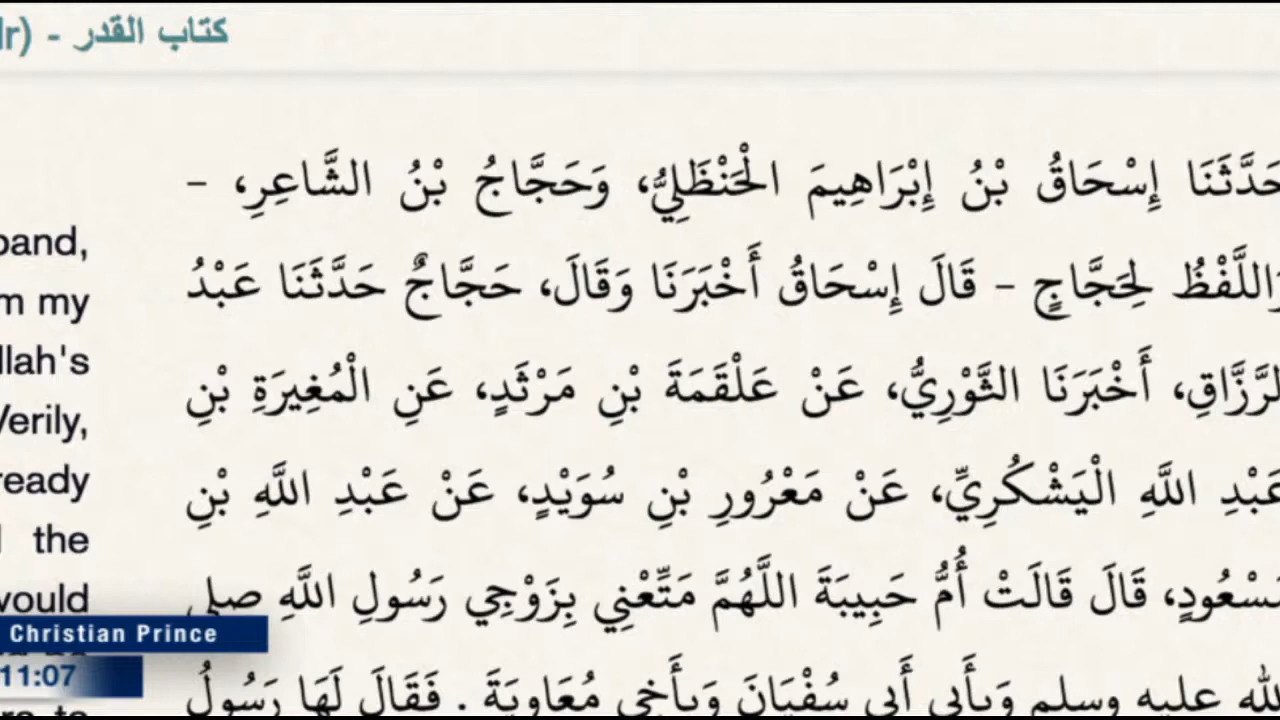 كتاب القدر - (dr
حَدَّثَنَا إِسْحَاقُ بْنُ إِبْرَاهِيمَ الْحَنْظَلِيُّ، وَحَجَّاجُ بْنُ الشَّاعِرِ، -
وَاللَّفْظُ لِحَجَّاجٍ - قَالَ إِسْحَاقُ أَخْبَرَنَا وَقَالَ، حَجَّاجٌ حَدَّثَنَا عَبْدُ
الرَّزَّاقِ، أَخْبَرَنَا الثَّوْرِيُّ، عَنْ عَلْقَمَةَ بْنِ مَرْثَدٍ، عَنِ الْمُغِيرَةِ بْنِ
عَبْدِ اللَّهِ الْيَشْكُرِيِّ، عَنْ مَعْرُورِ بْنِ سُوَيْدٍ، عَنْ عَبْدِ اللَّهِ بْنِ
مَسْعُودٍ، قَالَ قَالَتْ أُمُّ حَبِيبَةَ اللَّهُمَّ مَتِّعْنِي بِزَوْجِي رَسُولِ اللَّهِ صلى
الله عليه وسلم وَبِأَبِي أَبِي سُفْيَانَ وَبِأَخِي مُعَاوِيَةَ . فَقَالَ لَهَا رَسُولُ
band,
m my
llah's
Verily,
ready
the
would
Christian Prince
11:07